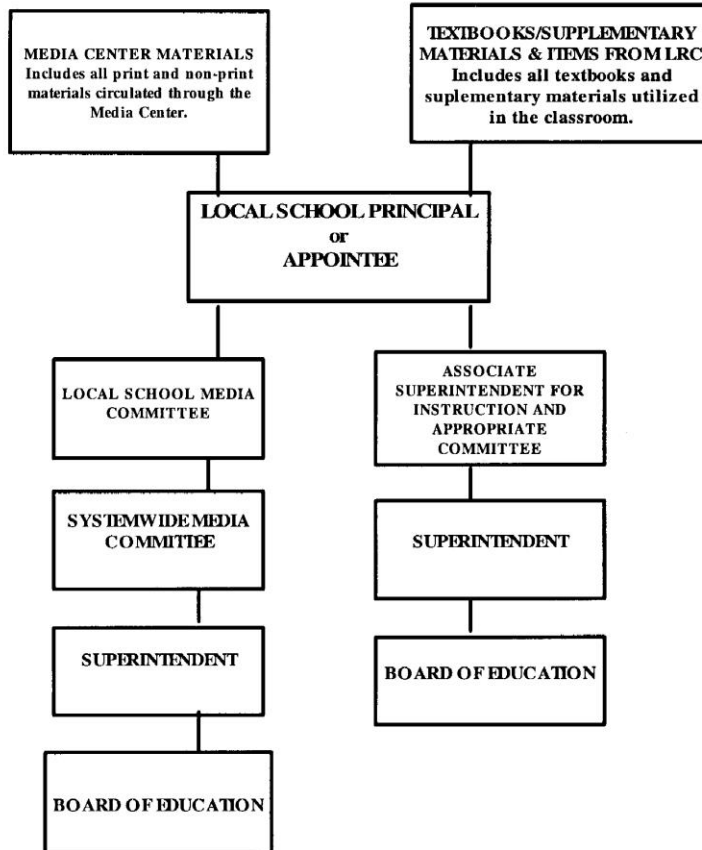 MEDIA CENTER MATERIALS
Includes all print and non-print
materials circulated through the
Media Center.
TEXTBOOKS/SUPPLEMENTARY
MATERIALS & ITEMS FROM LRC
Includes all textbooks and
suplementary materials utilized
in the classroom.
LOCAL SCHOOL PRINCIPAL
or
APPOINTEE
LOCAL SCHOOL MEDIA
COMMITTEE
ASSOCIATE
SUPERINTENDENT FOR
INSTRUCTION AND
APPROPRIATE
COMMITTEE
SYSTEMWIDE MEDIA
COMMITTEE
SUPERINTENDENT
SUPERINTENDENT
BOARD OF EDUCATION
BOARD OF EDUCATION